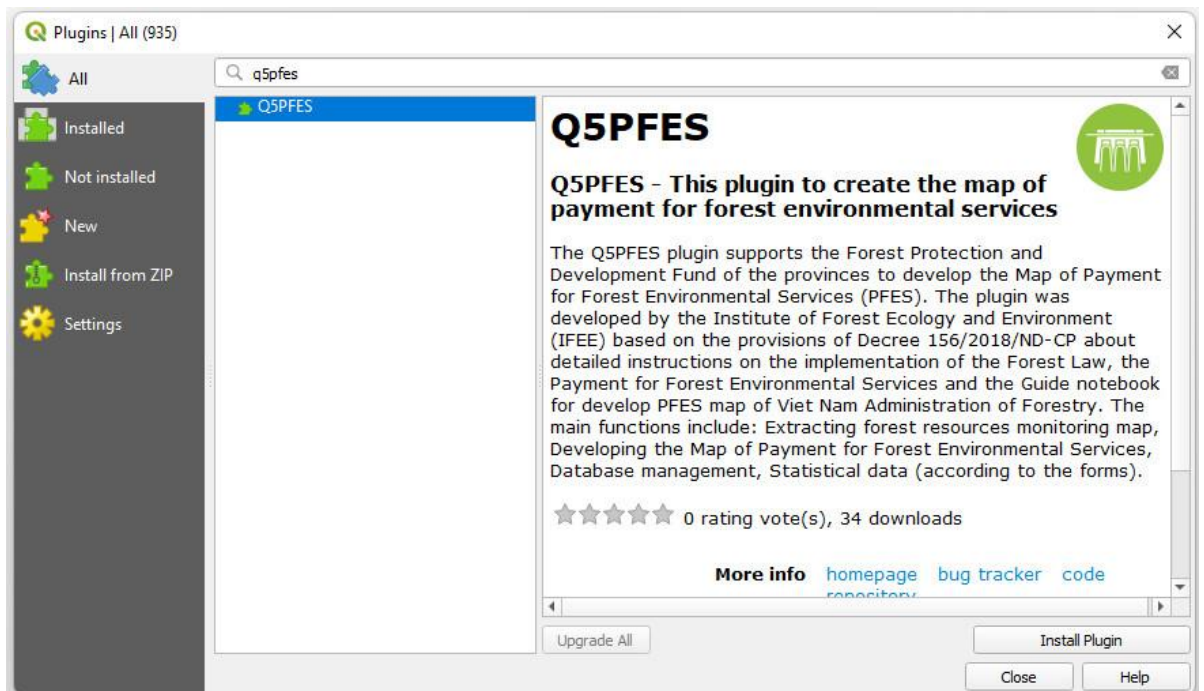 Plugins | All (935)
All
Installed
Not installed
New
Install from ZIP
Settings
q5pfes
Q5PFES
Q5PFES
Q5PFES - This plugin to create the map of
payment for forest environmental services
The Q5PFES plugin supports the Forest Protection and
Development Fund of the provinces to develop the Map of Payment
for Forest Environmental Services (PFES). The plugin was
developed by the Institute of Forest Ecology and Environment
(IFEE) based on the provisions of Decree 156/2018/ND-CP about
detailed instructions on the implementation of the Forest Law, the
Payment for Forest Environmental Services and the Guide notebook
for develop PFES map of Viet Nam Administration of Forestry. The
main functions include: Extracting forest resources monitoring map,
Developing the Map of Payment for Forest Environmental Services,
Database management, Statistical data (according to the forms).
0 rating vote(s), 34 downloads
More info homepage bug tracker code
repository
Upgrade All
Install Plugin
Close
Help